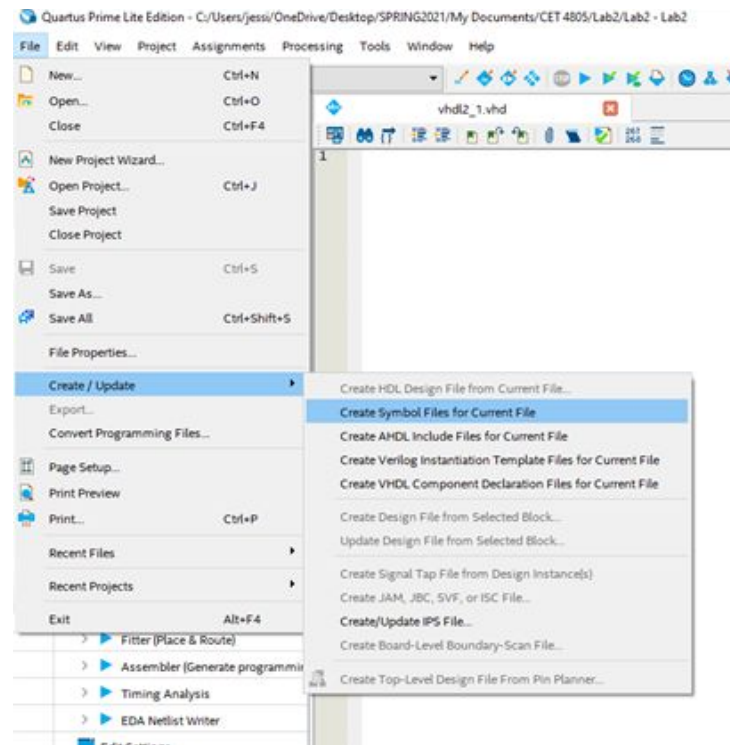 Quartus Prime Lite Edition - C:/Users/jessi/OneDrive/Desktop/SPRING2021/My Documents/CET 4805/Lab2/Lab2 - Lab2
File Edit View Project Assignments Processing Tools Window Help
New... Ctrl+N
Open... Ctrl+O
Close Ctrl+F4
New Project Wizard...
Open Project... Ctrl+J
Save Project
Close Project
Save Ctrl+S
Save As...
Save All Ctrl+Shift+S
File Properties...
Create / Update
Export...
Convert Programming Files...
Page Setup...
Print Preview
Print... Ctrl+P
Recent Files
Recent Projects
Exit Alt+F4
vhdl2_1.vhd
1
Create HDL Design File from Current File...
Create Symbol Files for Current File
Create AHDL Include Files for Current File
Create Verilog Instantiation Template Files for Current File
Create VHDL Component Declaration Files for Current File
Create Design File from Selected Block...
Update Design File from Selected Block...
Create Signal Tap File from Design Instance(s)
Create JAM, JBC, SVF, or ISC File...
Create/Update IPS File...
Create Board-Level Boundary-Scan File...
Create Top-Level Design File From Pin Planner...
Fitter (Place & Route)
Assembler (Generate programmin
Timing Analysis
EDA Netlist Writer